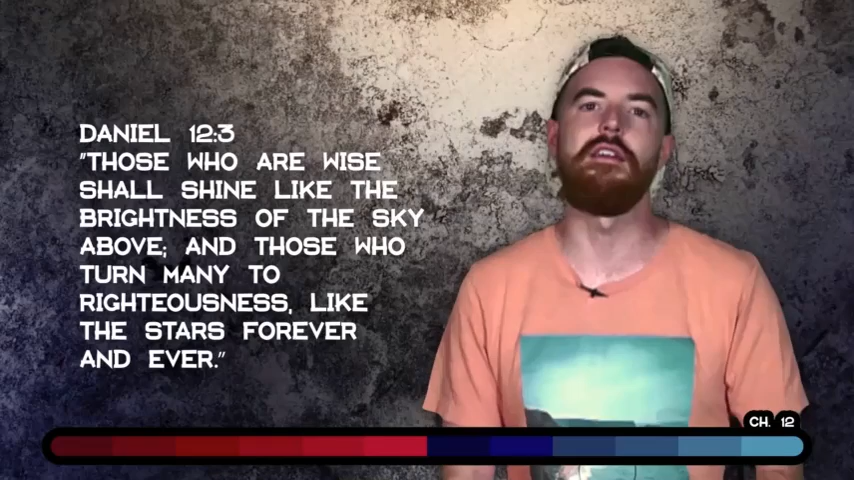 DANIEL 12:3
"THOSE WHO ARE WISE
SHALL SHINE LIKE THE
BRIGHTNESS OF THE SKY
ABOVE; AND THOSE WHO
TURN MANY TO
RIGHTEOUSNESS, LIKE
THE STARS FOREVER
AND EVER."
CH. 12